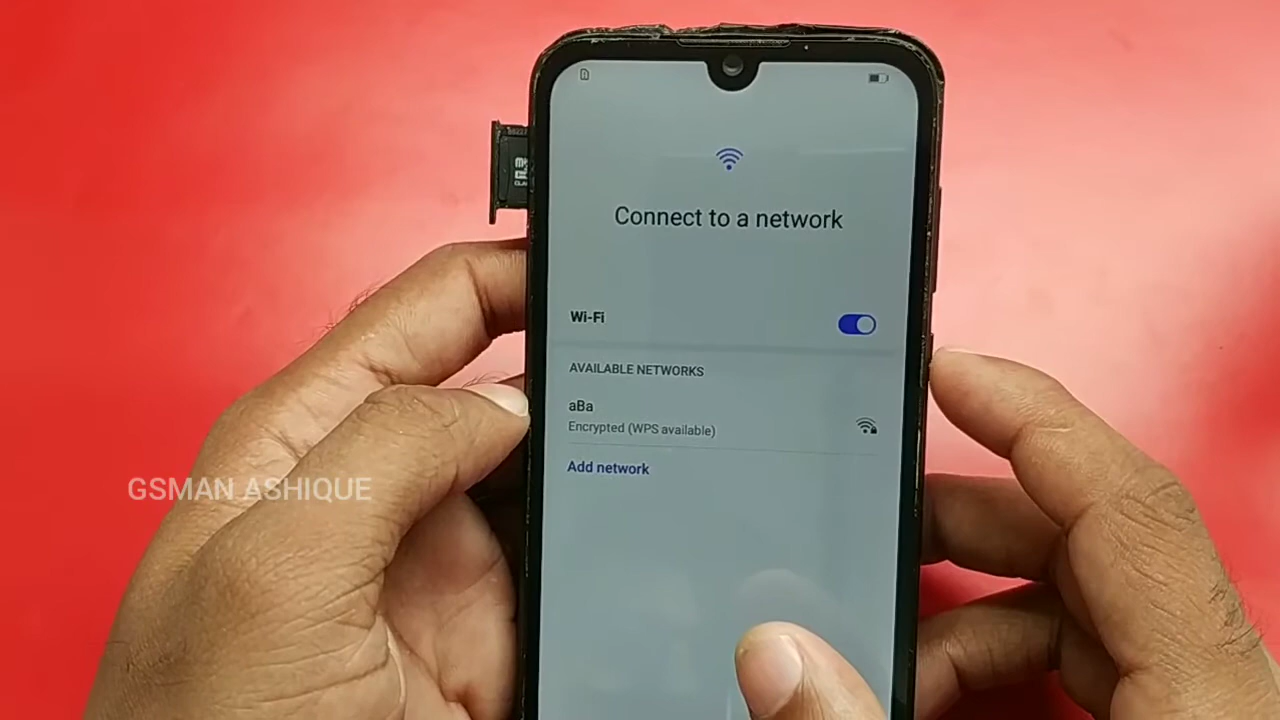 Connect to a network
Wi-Fi
AVAILABLE NETWORKS
aBa
Encrypted (WPS available)
Add network
GSMAN ASHIQUE